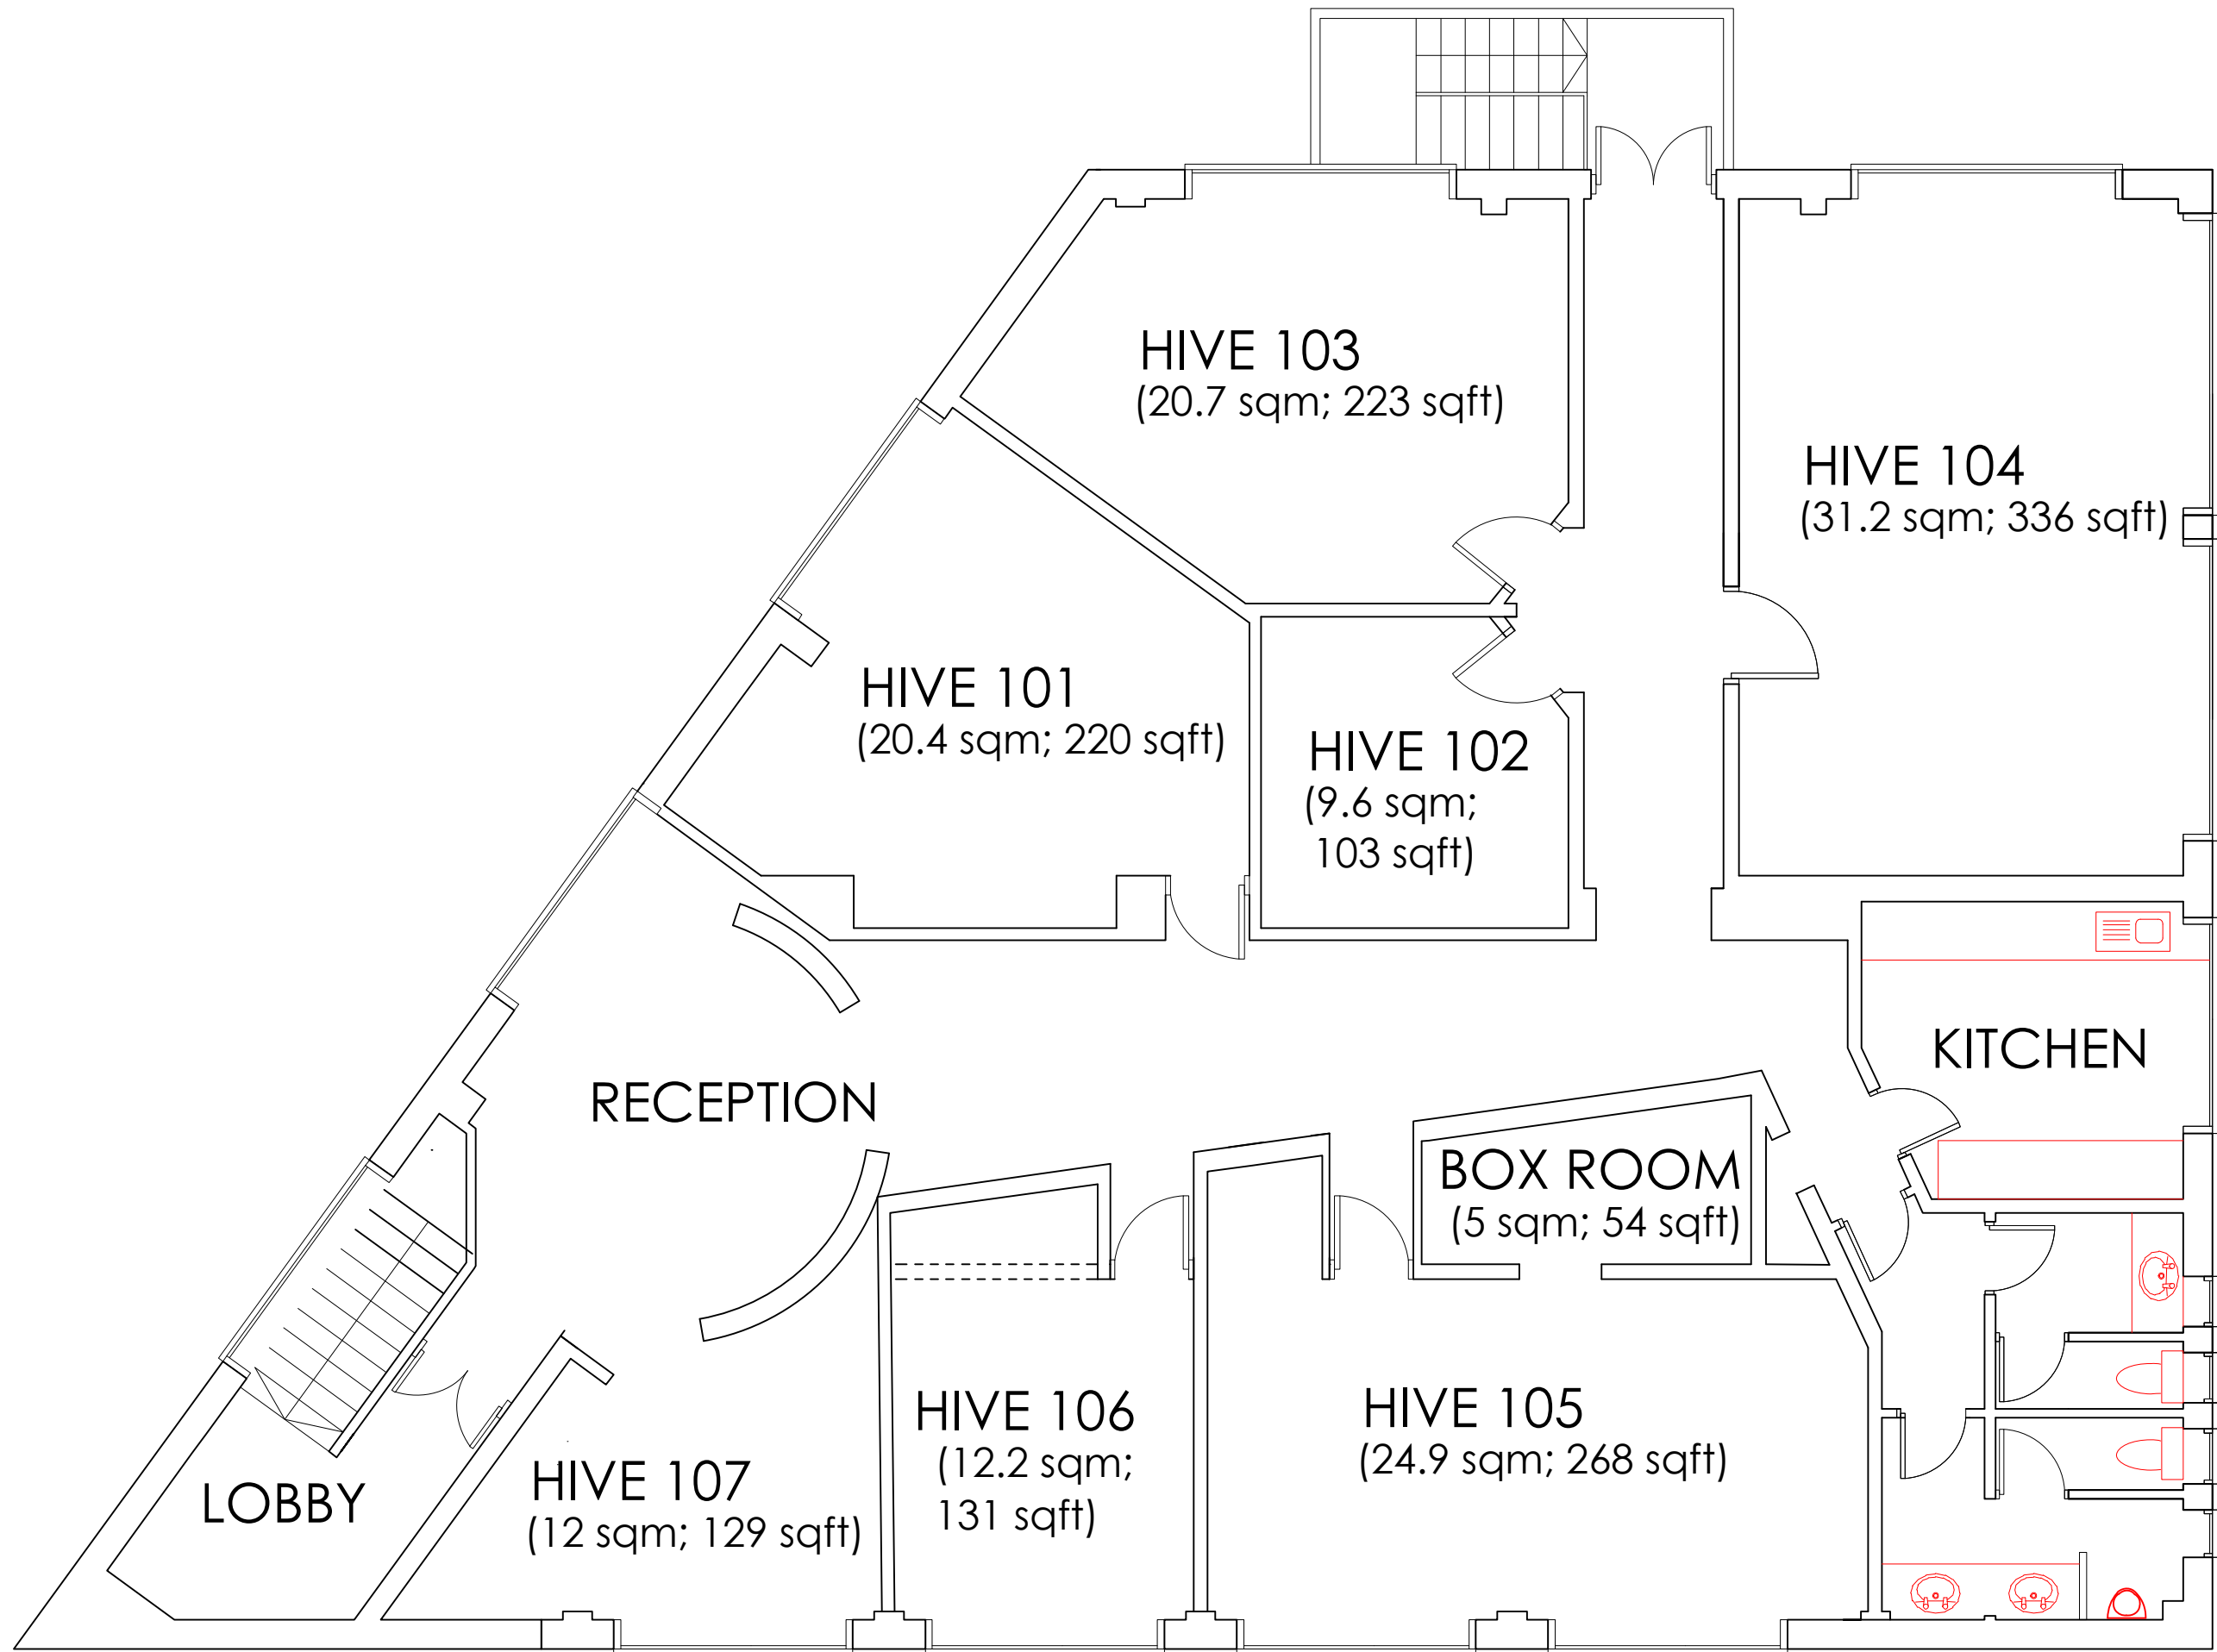 HIVE 103
(20.7 sqm; 223 sqft)
HIVE 104
(31.2 sqm; 336 sqft)
HIVE 101
(20.4 sqm; 220 sqft)
HIVE 102
(9.6 sqm;
103 sqft)
KITCHEN
RECEPTION
BOX ROOM
(5 sqm; 54 sqft)
HIVE 105
(24.9 sqm; 268 sqft)
HIVE 106
(12.2 sqm;
131 sqft)
HIVE 107
(12 sqm; 129 sqft)
LOBBY